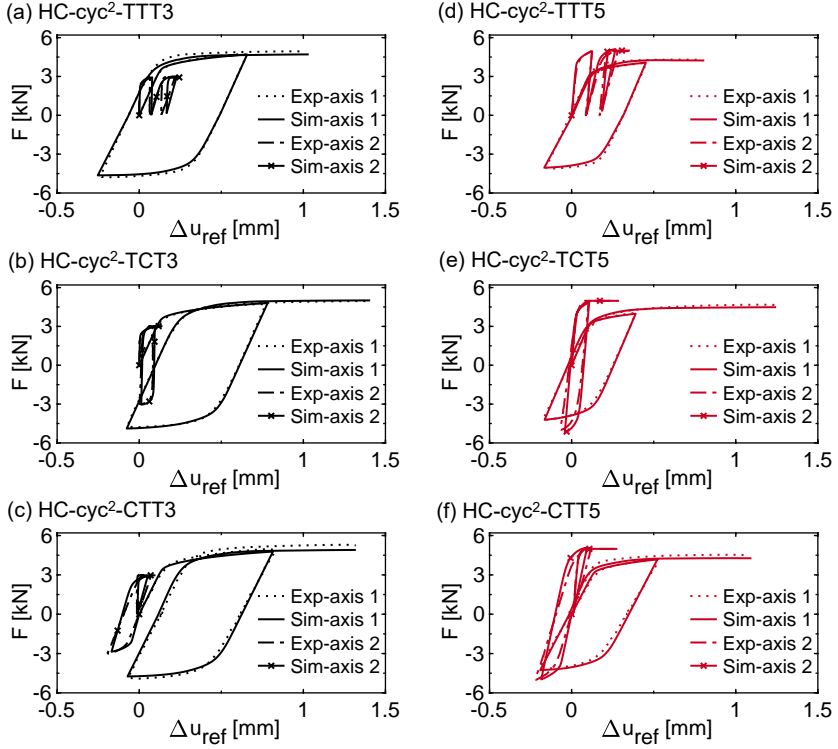 (a) HC-cyc²-TTT3
6
3
0
-3
-6
F [kN]
-0.5
0
0.5
1
1.5
Δu_ref [mm]
Exp-axis 1
Sim-axis 1
Exp-axis 2
Sim-axis 2
(d) HC-cyc²-TTT5
6
3
0
-3
-6
F [kN]
-0.5
0
0.5
1
1.5
Δu_ref [mm]
Exp-axis 1
Sim-axis 1
Exp-axis 2
Sim-axis 2
(b) HC-cyc²-TCT3
6
3
0
-3
-6
F [kN]
-0.5
0
0.5
1
1.5
Δu_ref [mm]
Exp-axis 1
Sim-axis 1
Exp-axis 2
Sim-axis 2
(e) HC-cyc²-TCT5
6
3
0
-3
-6
F [kN]
-0.5
0
0.5
1
1.5
Δu_ref [mm]
Exp-axis 1
Sim-axis 1
Exp-axis 2
Sim-axis 2
(c) HC-cyc²-CTT3
6
3
0
-3
-6
F [kN]
-0.5
0
0.5
1
1.5
Δu_ref [mm]
Exp-axis 1
Sim-axis 1
Exp-axis 2
Sim-axis 2
(f) HC-cyc²-CTT5
6
3
0
-3
-6
F [kN]
-0.5
0
0.5
1
1.5
Δu_ref [mm]
Exp-axis 1
Sim-axis 1
Exp-axis 2
Sim-axis 2